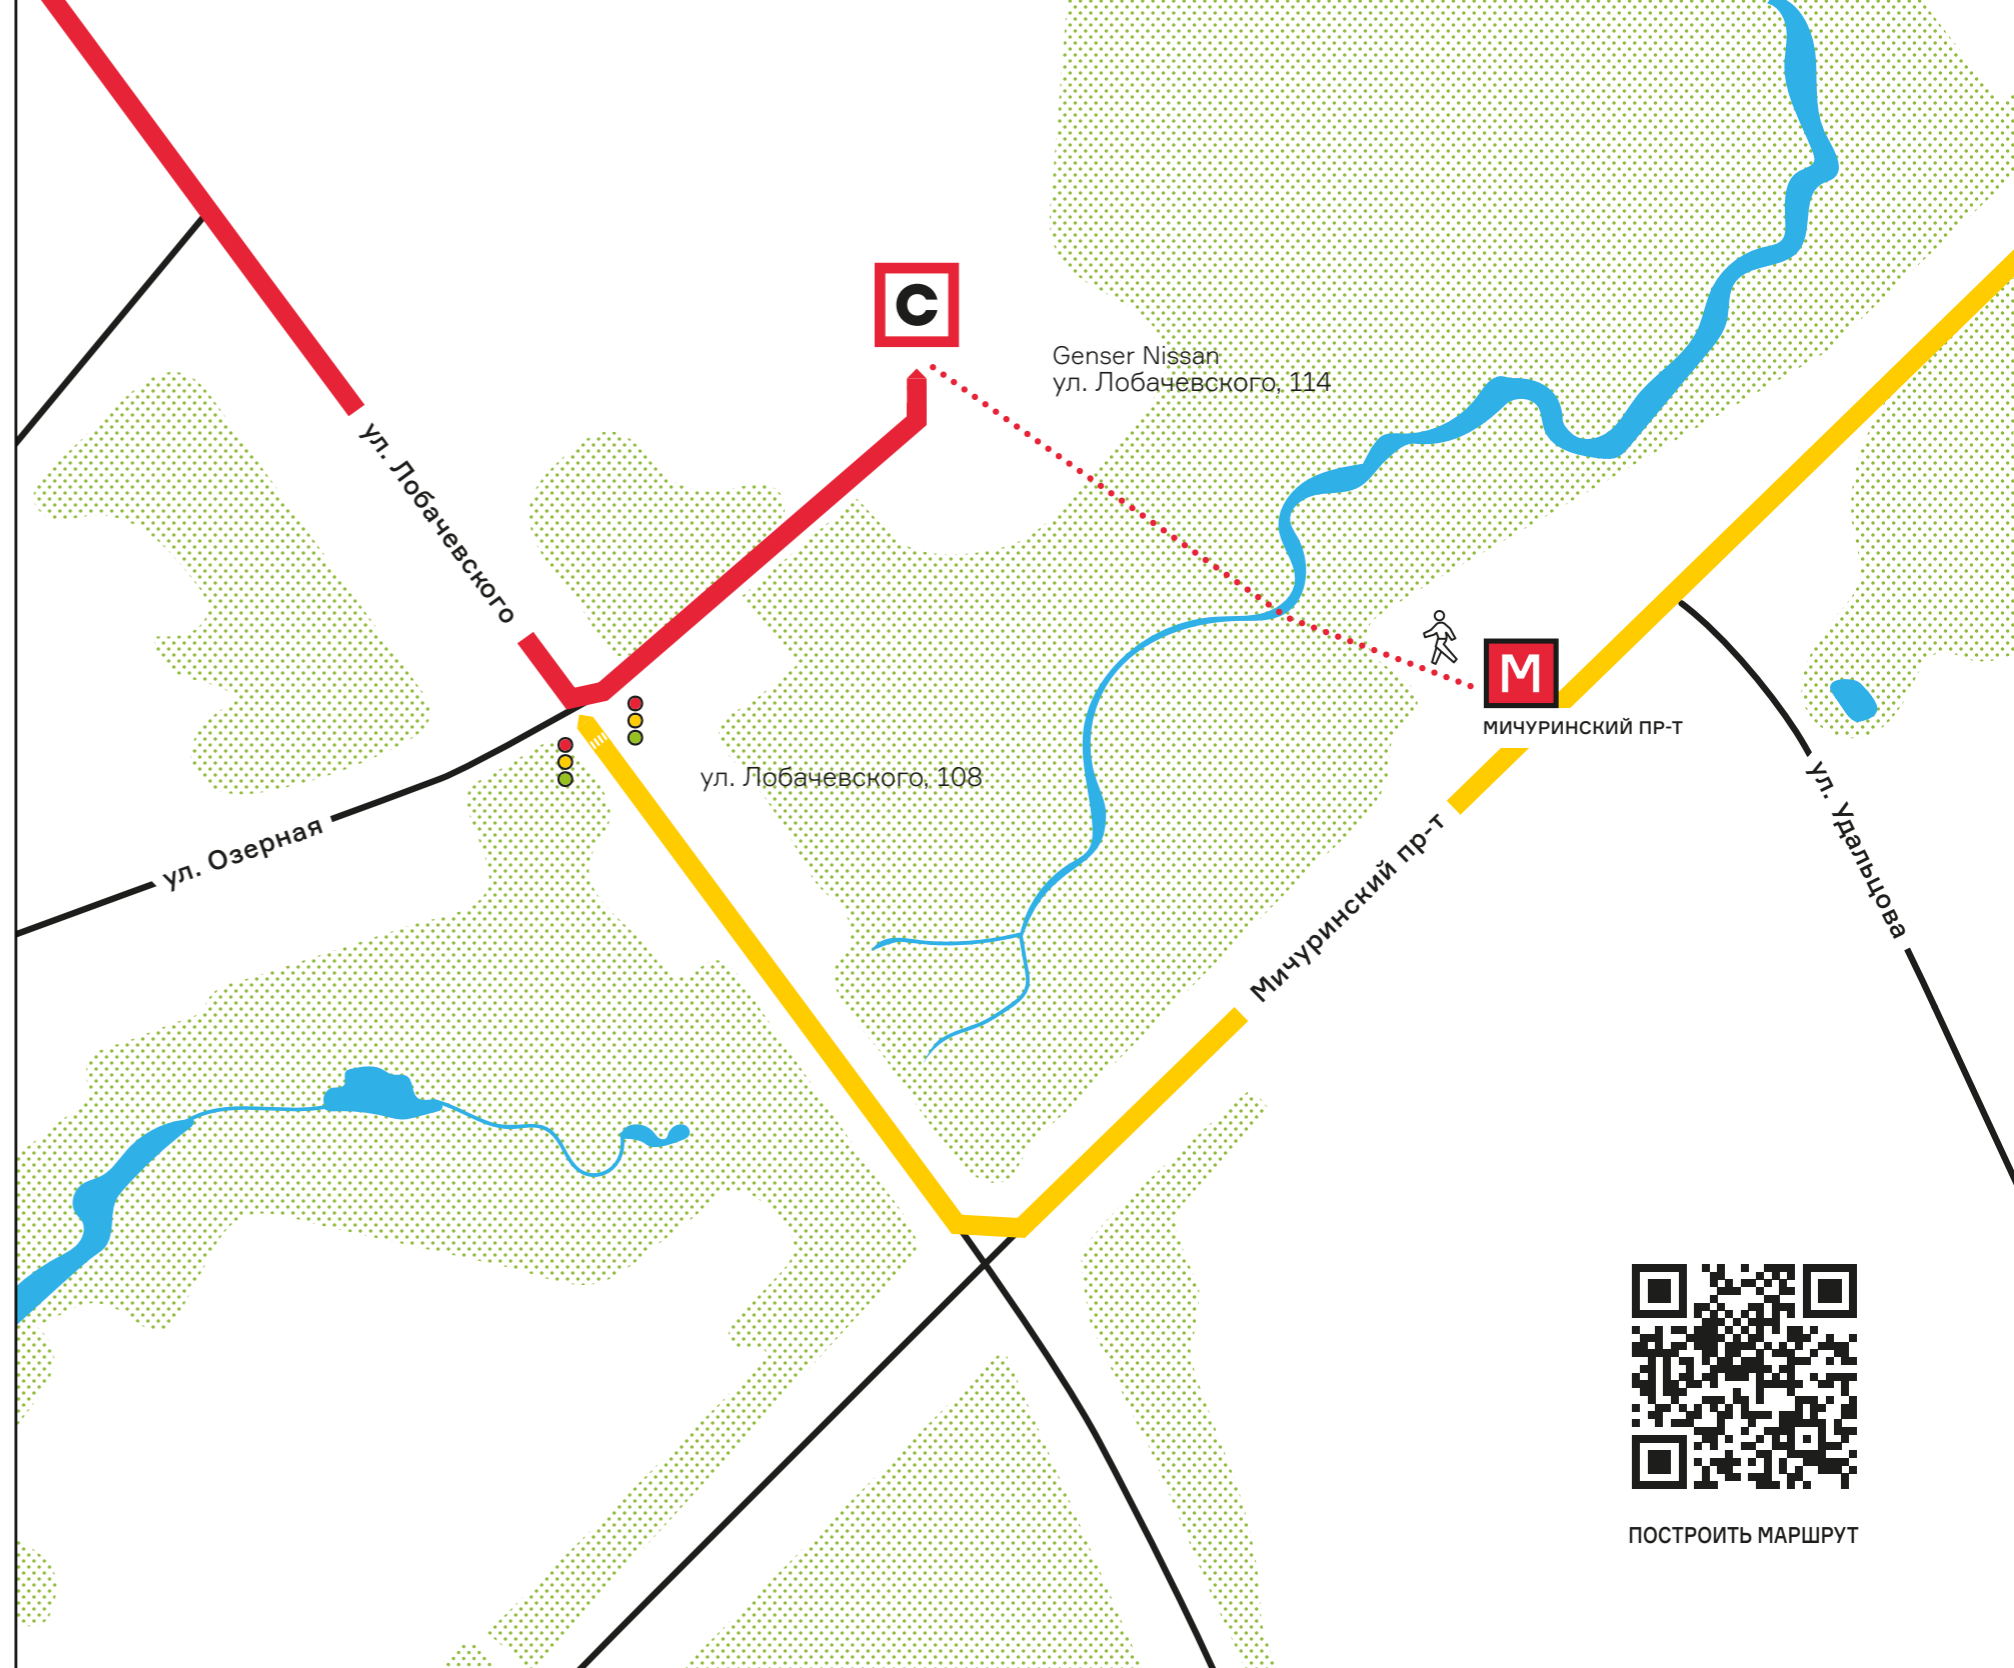 C
Genser Nissan
ул. Лобачевского, 114
ул. Лобачевского
М
МИЧУРИНСКИЙ ПР-Т
ул. Лобачевского, 108
ул. Озерная
Мичуринский пр-т
ул. Удальцова
ПОСТРОИТЬ МАРШРУТ